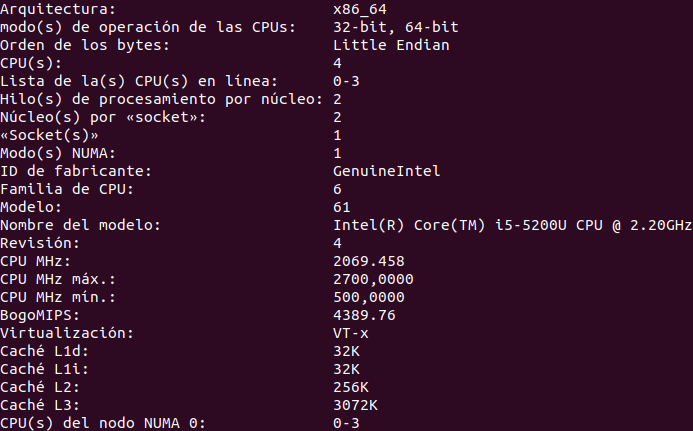 Arquitectura: x86_64
modo(s) de operación de las CPUs: 32-bit, 64-bit
Orden de los bytes: Little Endian
CPU(s): 4
Lista de la(s) CPU(s) en línea: 0-3
Hilo(s) de procesamiento por núcleo: 2
Núcleo(s) por «socket»: 2
«Socket(s)» 1
Modo(s) NUMA: 1
ID de fabricante: GenuineIntel
Familia de CPU: 6
Modelo: 61
Nombre del modelo: Intel(R) Core(TM) i5-5200U CPU @ 2.20GHz
Revisión: 4
CPU MHz: 2069.458
CPU MHz máx.: 2700,0000
CPU MHz mín.: 500,0000
BogoMIPS: 4389.76
Virtualización: VT-x
Caché L1d: 32K
Caché L1i: 32K
Caché L2: 256K
Caché L3: 3072K
CPU(s) del nodo NUMA 0: 0-3